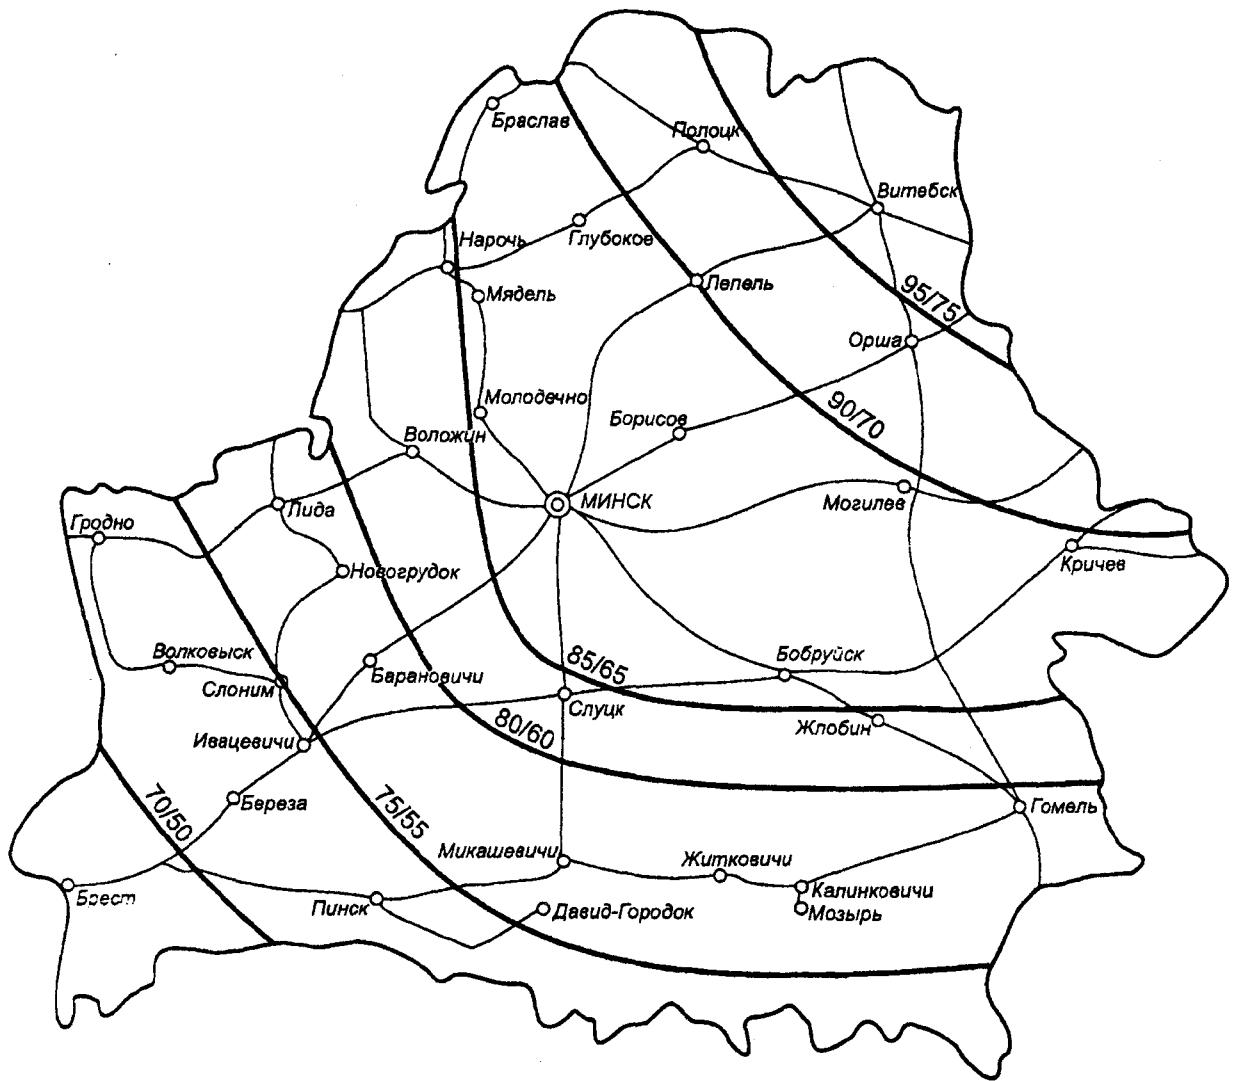 Браслав
Полоцк
Витебск
Нарочь
Глубокое
Мядель
Лепель
95/75
Орша
Молодечно
90/70
Борисов
Воложин
Лида
МИНСК
Могилев
Гродно
Новогрудок
Кричев
Волковыск
85/65
Бобруйск
Слоним
Барановичи
Слуцк
80/60
Жлобин
Ивацевичи
Береза
70/50
75/55
Гомель
Микашевичи
Житковичи
Брест
Пинск
Давид-Городок
Калинковичи
Мозырь